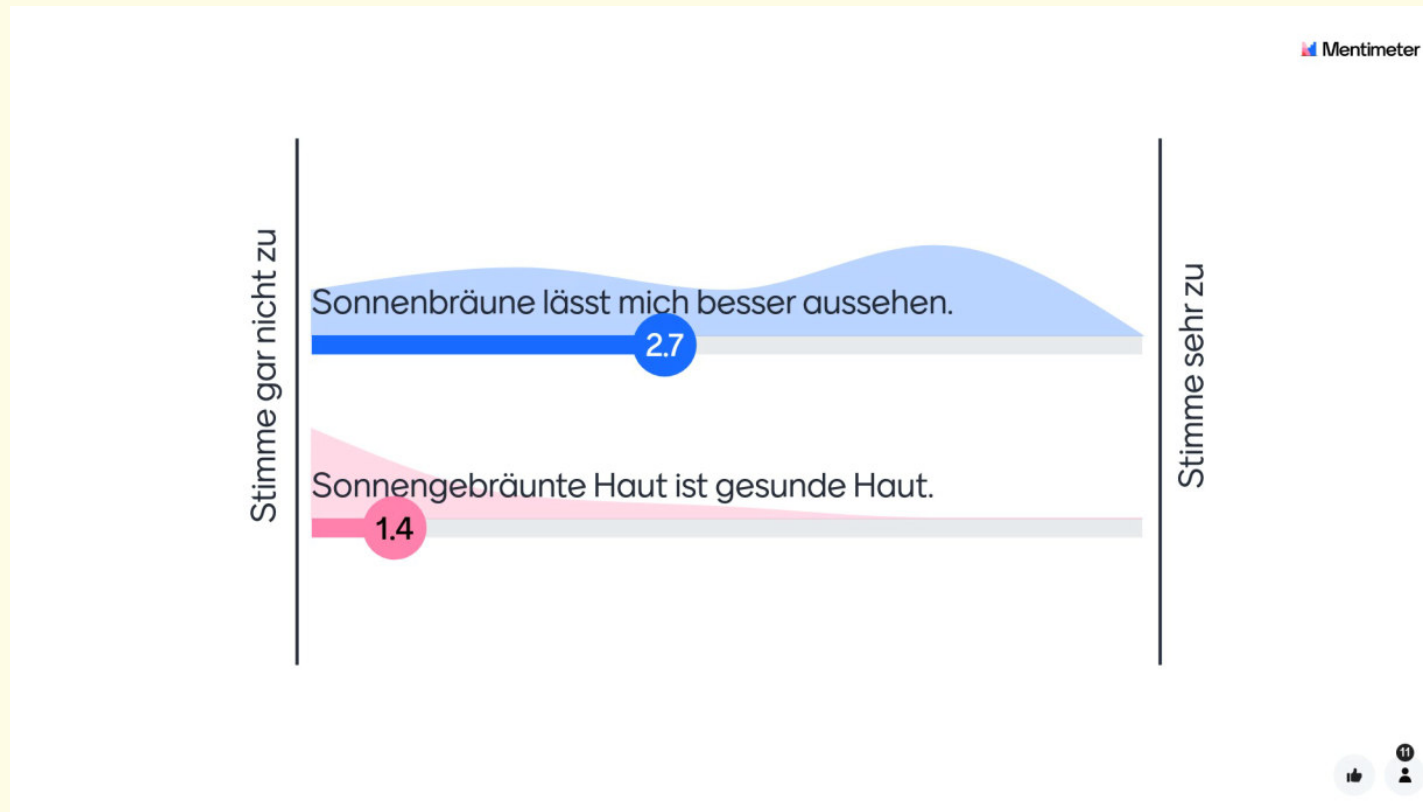 Mentimeter
Stimme gar nicht zu
Sonnenbräune lässt mich besser aussehen.
2.7
Sonnengebräunte Haut ist gesunde Haut.
1.4
Stimme sehr zu
11